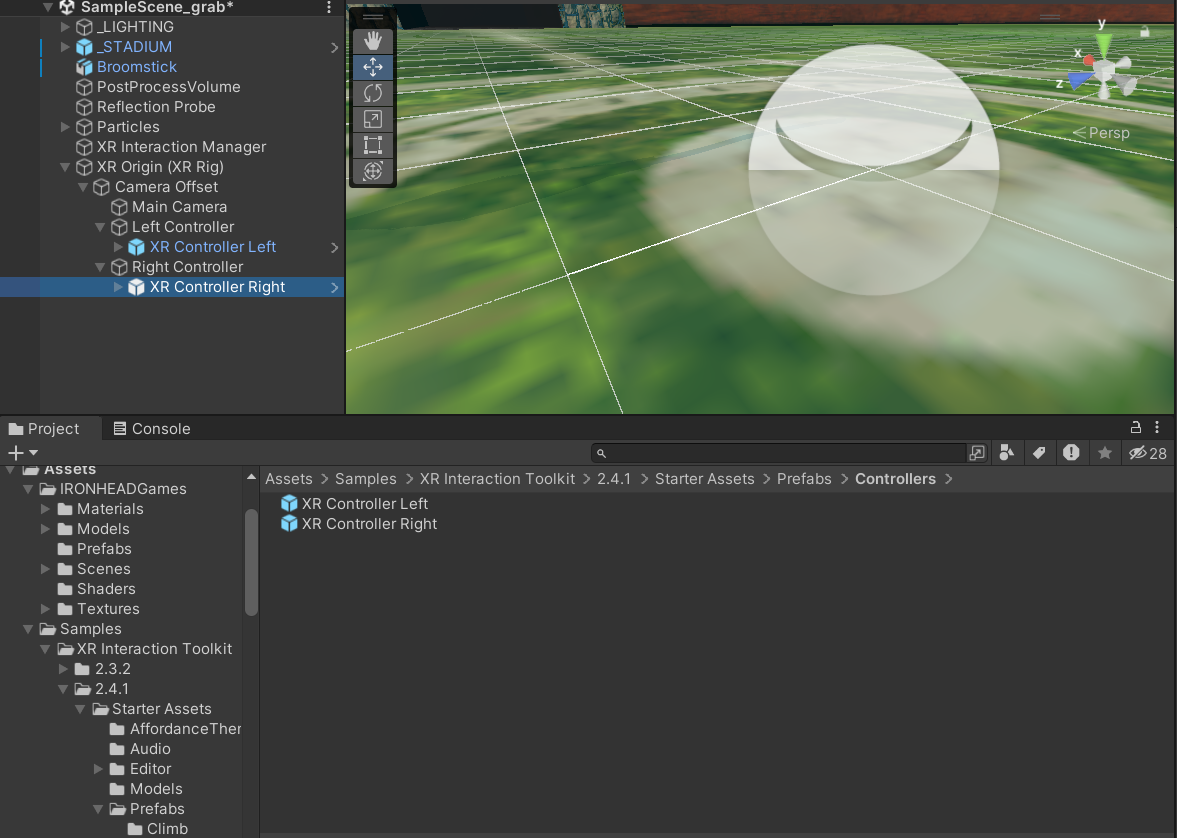 SampleScene_grab*
_LIGHTING
_STADIUM
Broomstick
PostProcessVolume
Reflection Probe
Particles
XR Interaction Manager
XR Origin (XR Rig)
Camera Offset
Main Camera
Left Controller
XR Controller Left
Right Controller
XR Controller Right
y
x
z
Persp
Project
Console
28
Assets
IRONHEADGames
Materials
Models
Prefabs
Scenes
Shaders
Textures
Samples
XR Interaction Toolkit
2.3.2
2.4.1
Starter Assets
AffordanceTher
Audio
Editor
Models
Prefabs
Climb
Assets > Samples > XR Interaction Toolkit > 2.4.1 > Starter Assets > Prefabs > Controllers >
XR Controller Left
XR Controller Right